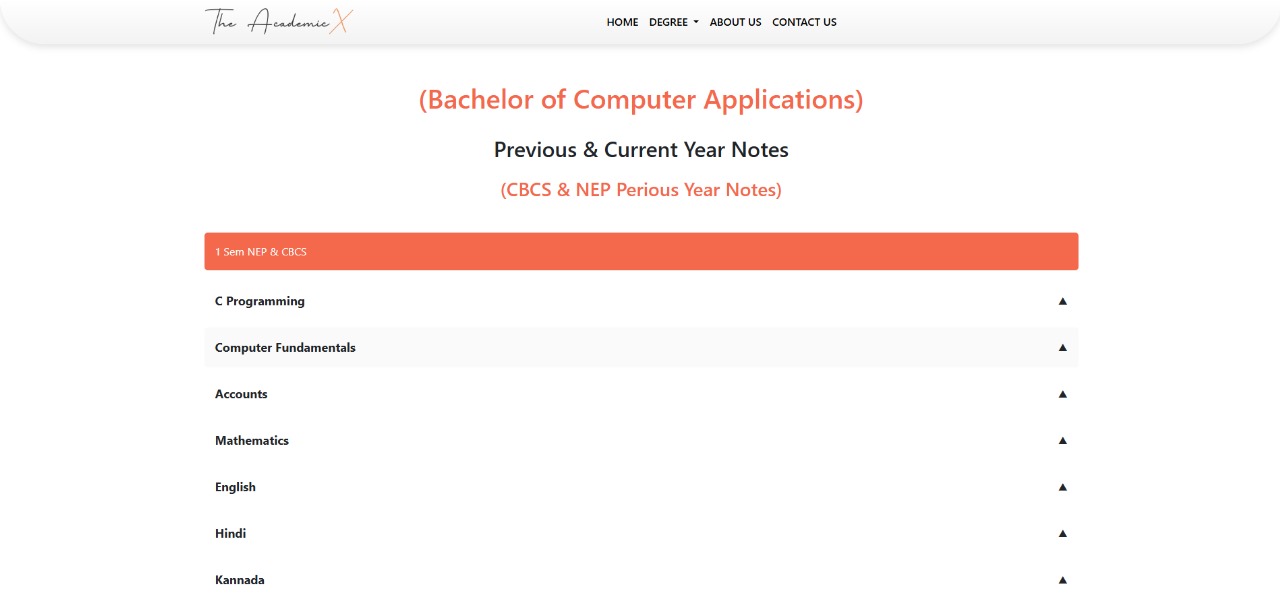 The AcademicX
HOME DEGREE ABOUT US CONTACT US
(Bachelor of Computer Applications)
Previous & Current Year Notes
(CBCS & NEP Perious Year Notes)
1 Sem NEP & CBCS
C Programming
Computer Fundamentals
Accounts
Mathematics
English
Hindi
Kannada